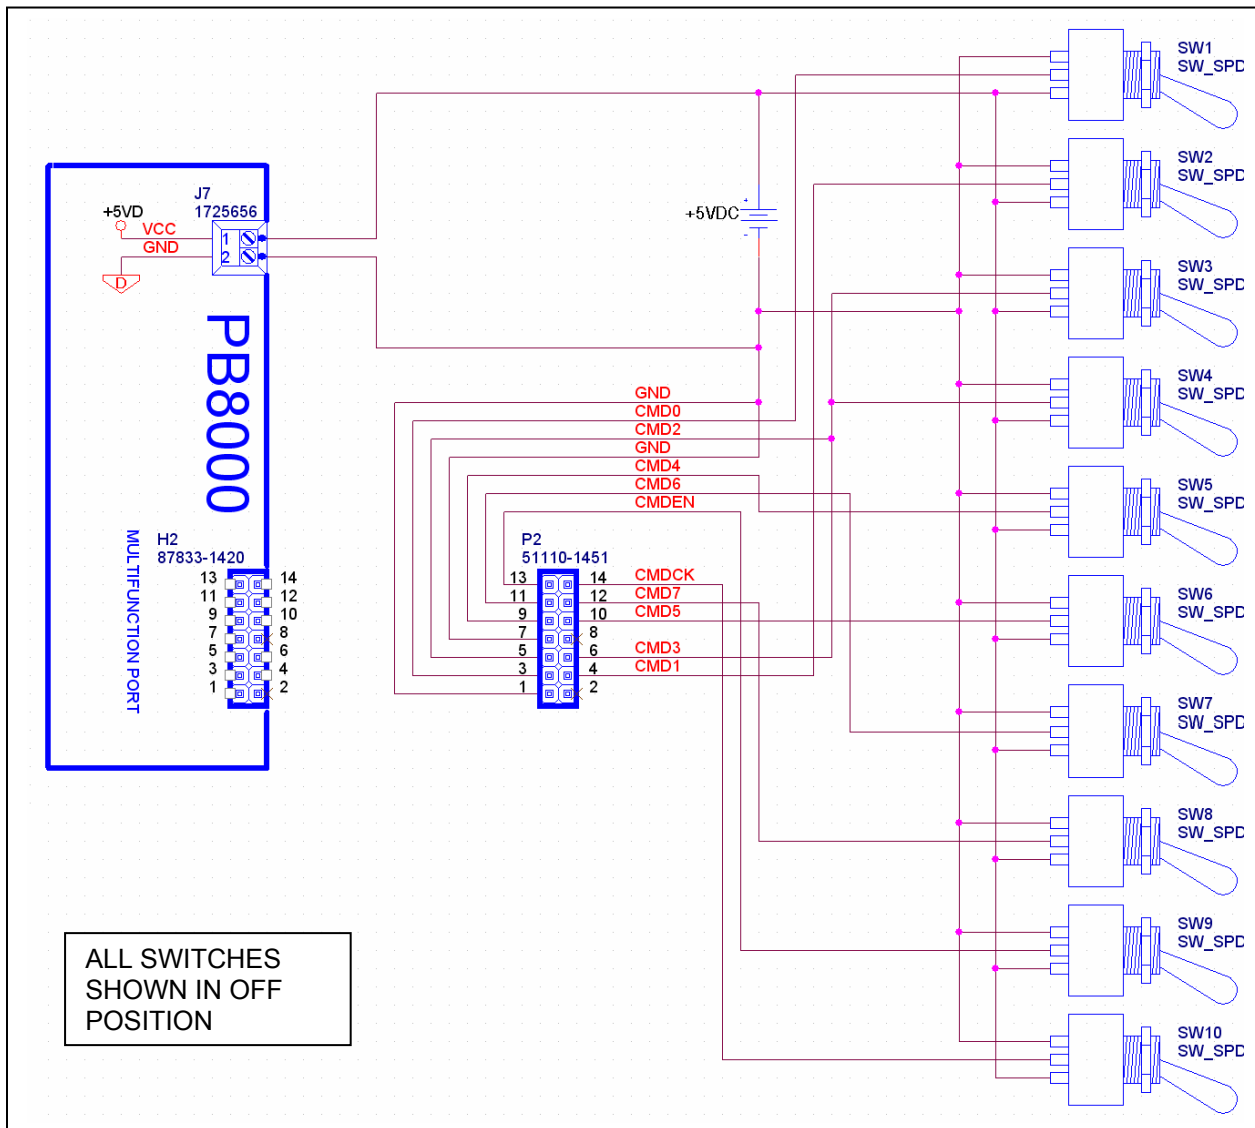 SW1
SW_SPD
SW2
SW_SPD
J7
1725656
+5VD
VCC
GND
1
2
D
+5VDC
+
-
SW3
SW_SPD
PB8000
SW4
SW_SPD
GND
CMD0
CMD2
GND
CMD4
CMD6
CMDEN
SW5
SW_SPD
MULTIFUNCTION PORT
H2
87833-1420
13 14
11 12
9 10
7 8
5 6
3 4
1 2
P2
51110-1451
13 14
11 12
9 10
7 8
5 6
3 4
1 2
CMDCK
CMD7
CMD5
CMD3
CMD1
SW6
SW_SPD
SW7
SW_SPD
SW8
SW_SPD
SW9
SW_SPD
SW10
SW_SPD
ALL SWITCHES
SHOWN IN OFF
POSITION